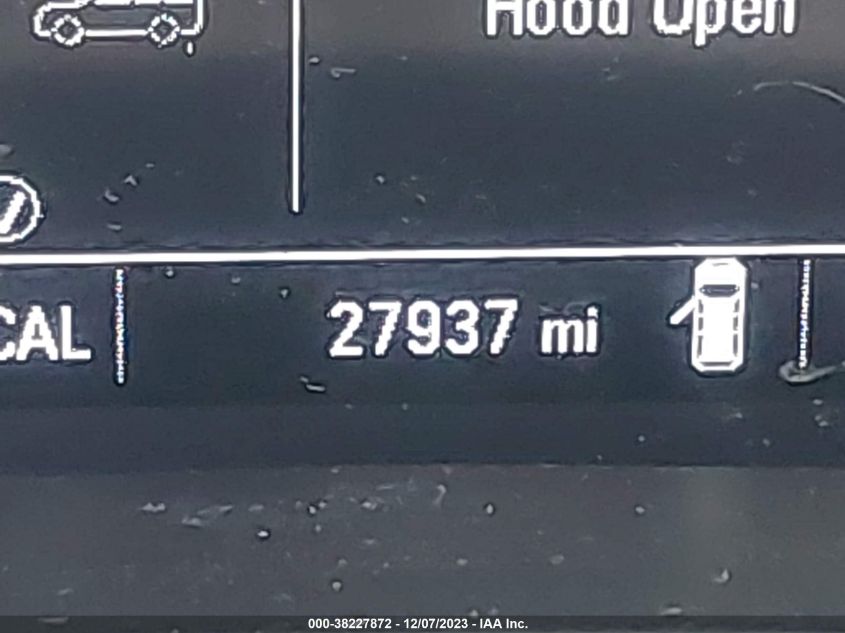 Hood Open
CAL
27937 mi
000-38227872 - 12/07/2023 - IAA Inc.